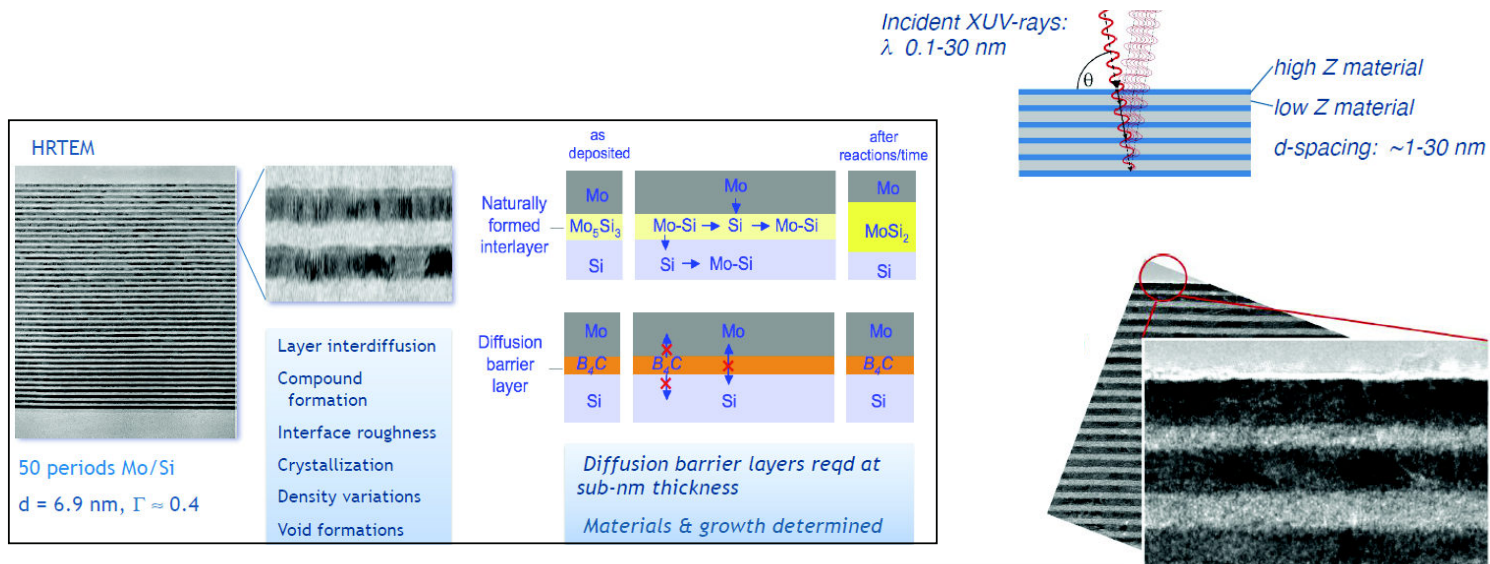 Incident XUV-rays:
λ 0.1-30 nm
θ
high Z material
low Z material
d-spacing: ~1-30 nm
HRTEM
50 periods Mo/Si
d = 6.9 nm, Γ ≈ 0.4
Layer interdiffusion
Compound
formation
Interface roughness
Crystallization
Density variations
Void formations
as
deposited
after
reactions/time
Naturally
formed
interlayer
Mo
Mo₅Si₃
Si
Mo
Mo-Si → Si → Mo-Si
Si → Mo-Si
Mo
MoSi₂
Si
Diffusion
barrier
layer
Mo
B₄C
Si
Mo
B₄C
Si
Mo
B₄C
Si
Diffusion barrier layers reqd at
sub-nm thickness
Materials & growth determined